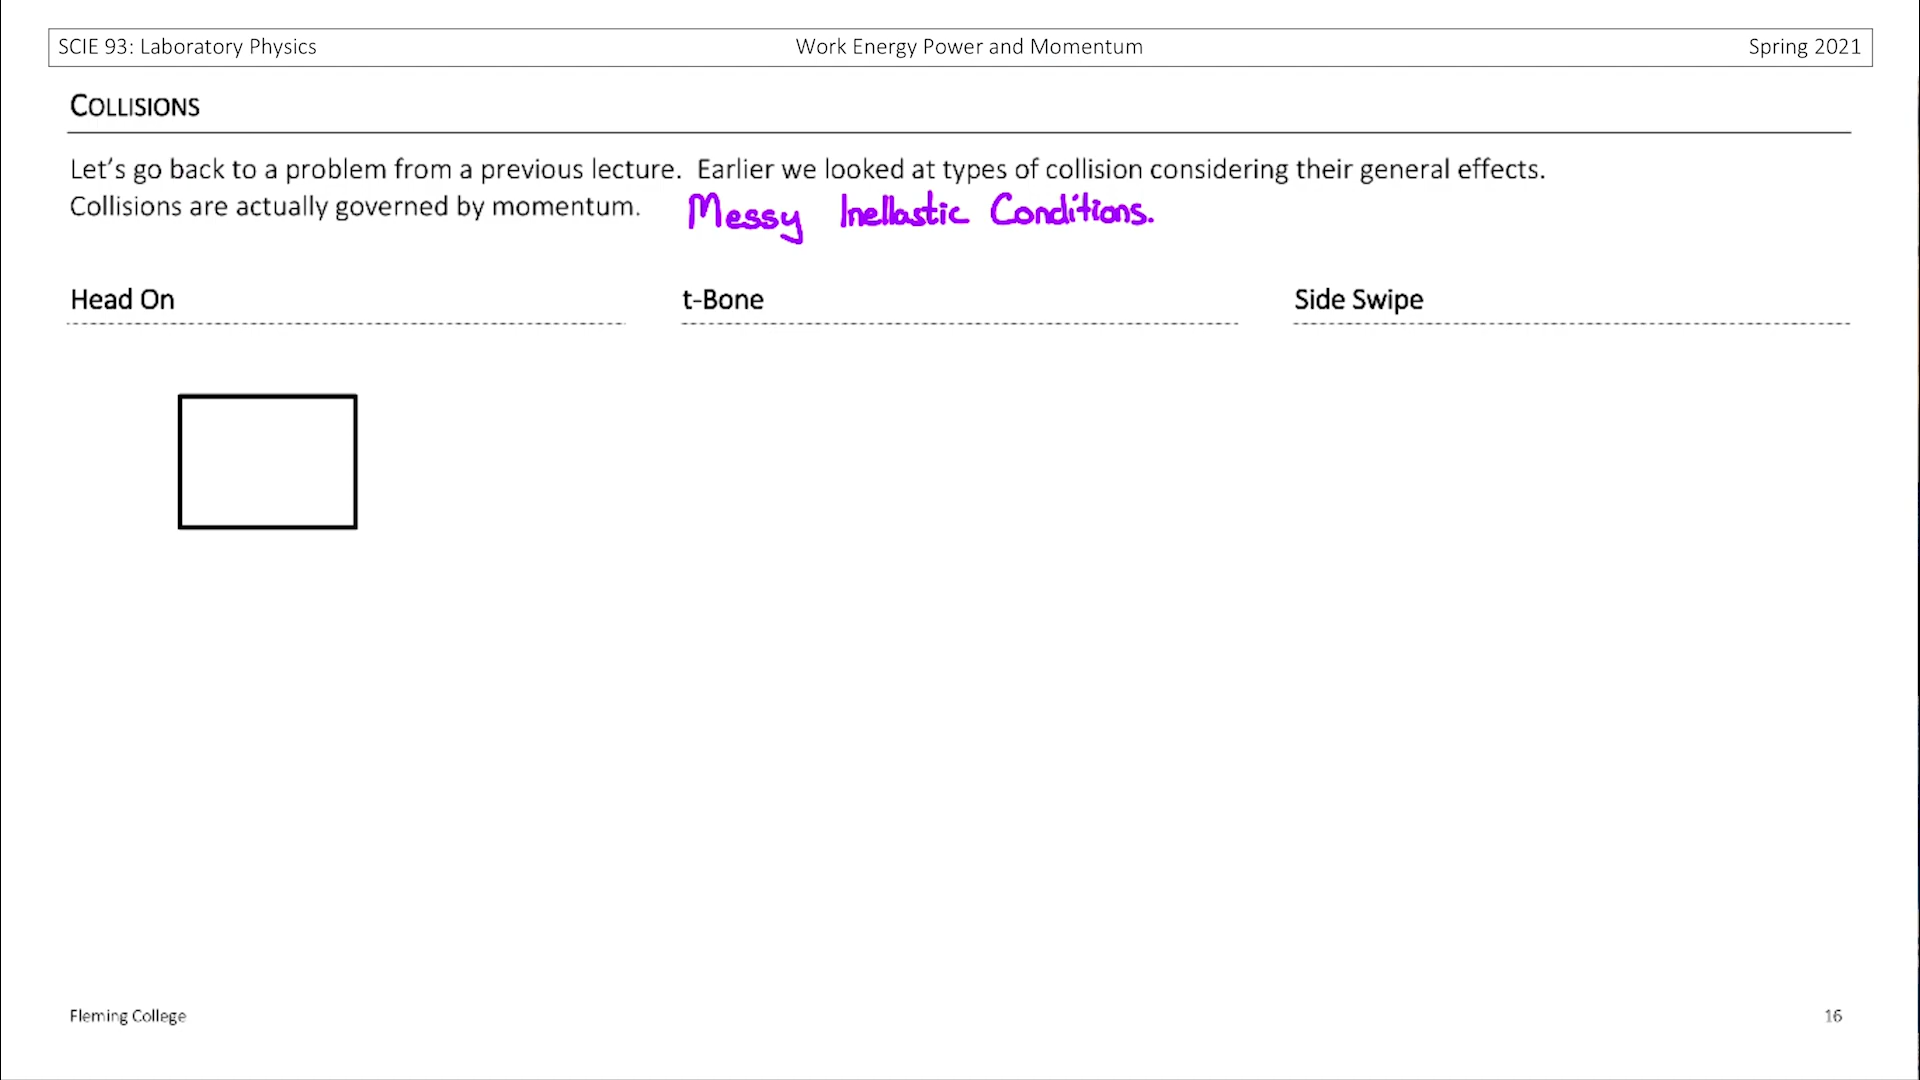 SCIE 93: Laboratory Physics Work Energy Power and Momentum Spring 2021
COLLISIONS
Let's go back to a problem from a previous lecture. Earlier we looked at types of collision considering their general effects.
Collisions are actually governed by momentum. Messy Inellastic Conditions.
Head On t-Bone Side Swipe
Fleming College 16